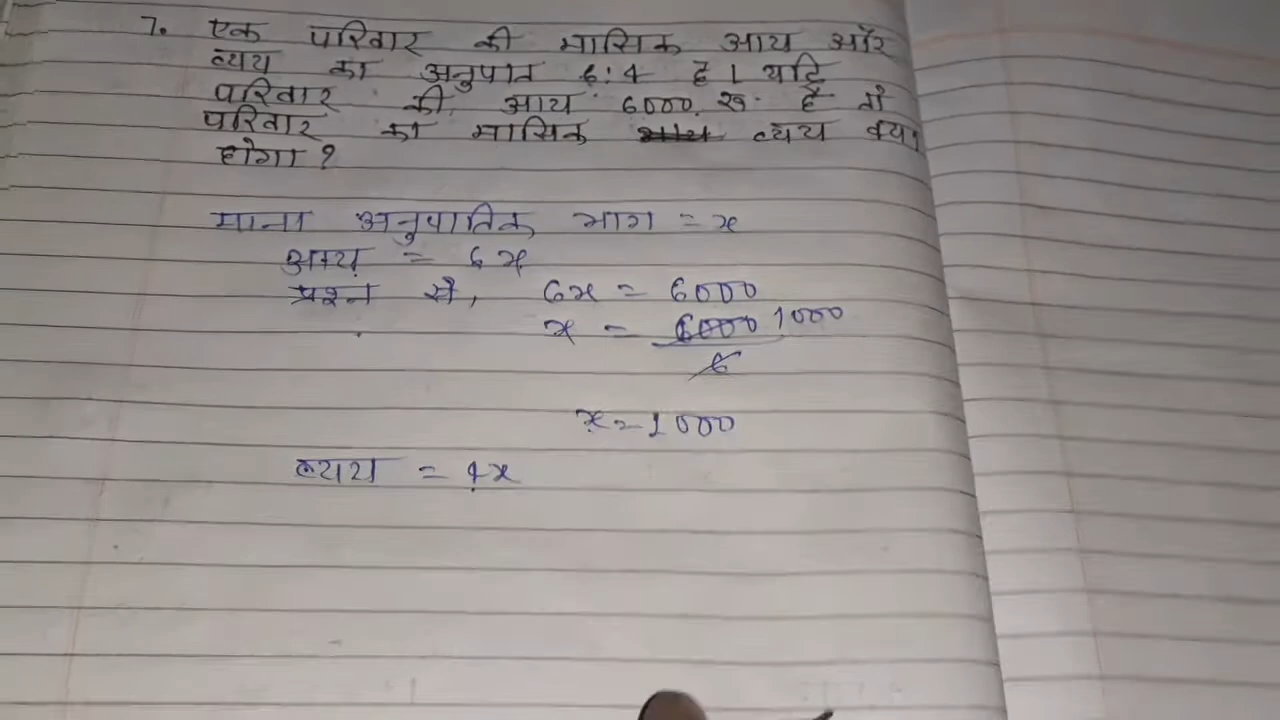 7. एक परिवार की मासिक आय और
व्यय का अनुपात 6:4 है । यदि
परिवार की आय 6000 रु. है तो
परिवार का मासिक व्यय क्या
होगा ?
माना अनुपातिक भाग = x
आय = 6x
प्रश्न से, 6x = 6000
x = 6000 1000
6
x = 1000
व्यय = 4x